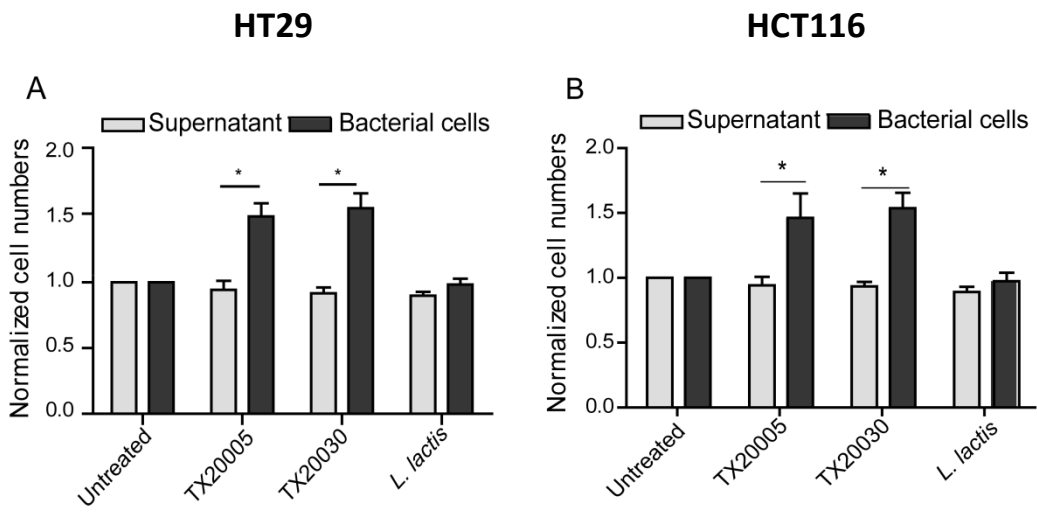 HT29
HCT116
A
Supernatant Bacterial cells
Normalized cell numbers
2.0
1.5
1.0
0.5
0.0
*
*
Untreated
TX20005
TX20030
L. lactis
B
Supernatant Bacterial cells
Normalized cell numbers
2.0
1.5
1.0
0.5
0.0
*
*
Untreated
TX20005
TX20030
L. lactis